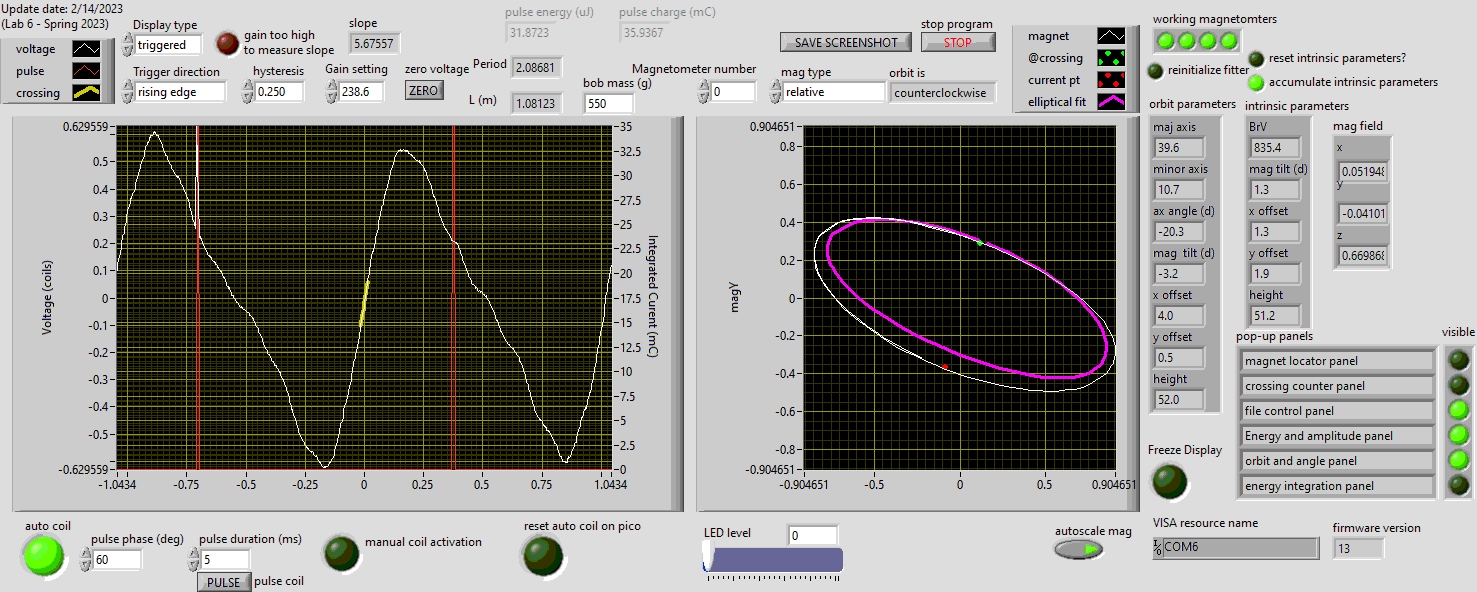 Update date: 2/14/2023
(Lab 6 - Spring 2023)
voltage
pulse
crossing
Display type
triggered
gain too high
to measure slope
slope
5.67557
Trigger direction
rising edge
hysteresis
0.250
Gain setting
238.6
zero voltage
ZERO
pulse energy (uJ)
31.8723
pulse charge (mC)
35.9367
Period
2.08681
L (m)
1.08123
bob mass (g)
550
Magnetometer number
0
mag type
relative
orbit is
counterclockwise
SAVE SCREENSHOT
stop program
STOP
magnet
@crossing
current pt
elliptical fit
working magnetomters
reinitialize fitter
reset intrinsic parameters?
accumulate intrinsic parameters
orbit parameters
maj axis
39.6
minor axis
10.7
ax angle (d)
-20.3
mag tilt (d)
-3.2
x offset
4.0
y offset
0.5
height
52.0
intrinsic parameters
BrV
835.4
mag tilt (d)
1.3
x offset
1.3
y offset
1.9
height
51.2
mag field
x
0.051948
y
-0.04101
z
0.669868
Voltage (coils)
0.629559
0.5
0.4
0.3
0.2
0.1
0
-0.1
-0.2
-0.3
-0.4
-0.5
-0.629559
-1.0434
-0.75
-0.5
-0.25
0
0.25
0.5
0.75
1.0434
35
32.5
30
27.5
25
22.5
20
17.5
15
12.5
10
7.5
5
2.5
0
Integrated Curent (mC)
magY
0.904651
0.8
0.6
0.4
0.2
0
-0.2
-0.4
-0.6
-0.8
-0.904651
-0.904651
-0.5
0
0.5
0.904651
pop-up panels
visible
magnet locator panel
crossing counter panel
file control panel
Energy and amplitude panel
orbit and angle panel
energy integration panel
Freeze Display
auto coil
pulse phase (deg)
60
pulse duration (ms)
5
PULSE
pulse coil
manual coil activation
reset auto coil on pico
LED level
0
autoscale mag
VISA resource name
COM6
firmware version
13